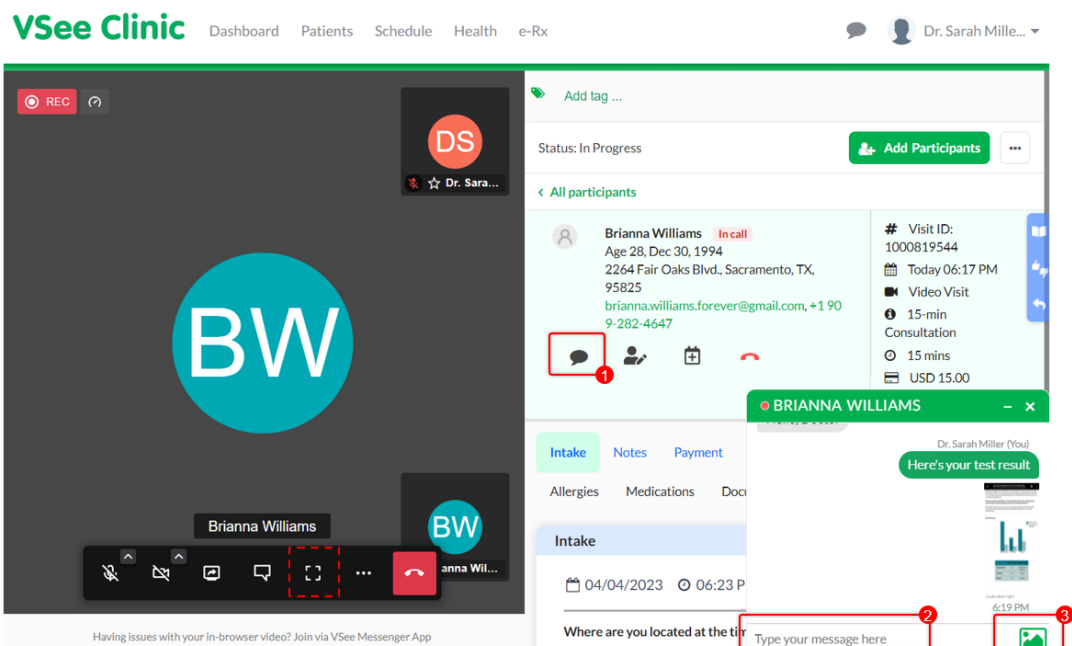 VSee Clinic Dashboard Patients Schedule Health e-Rx Dr. Sarah Mille...
REC
DS
Dr. Sara...
BW
Brianna Williams
BW
anna Wil...
Having issues with your in-browser video? Join via VSee Messenger App
Add tag ...
Status: In Progress
Add Participants
All participants
Brianna Williams In call
Age 28, Dec 30, 1994
2264 Fair Oaks Blvd., Sacramento, TX,
95825
brianna.williams.forever@gmail.com, +1 90
9-282-4647
1
# Visit ID:
1000819544
Today 06:17 PM
Video Visit
15-min
Consultation
15 mins
USD 15.00
Intake Notes Payment
Allergies Medications Docu
Intake
04/04/2023 06:23 P
Where are you located at the tim
BRIANNA WILLIAMS
Dr. Sarah Miller (You)
Here's your test result
6:19 PM
2
3
Type your message here